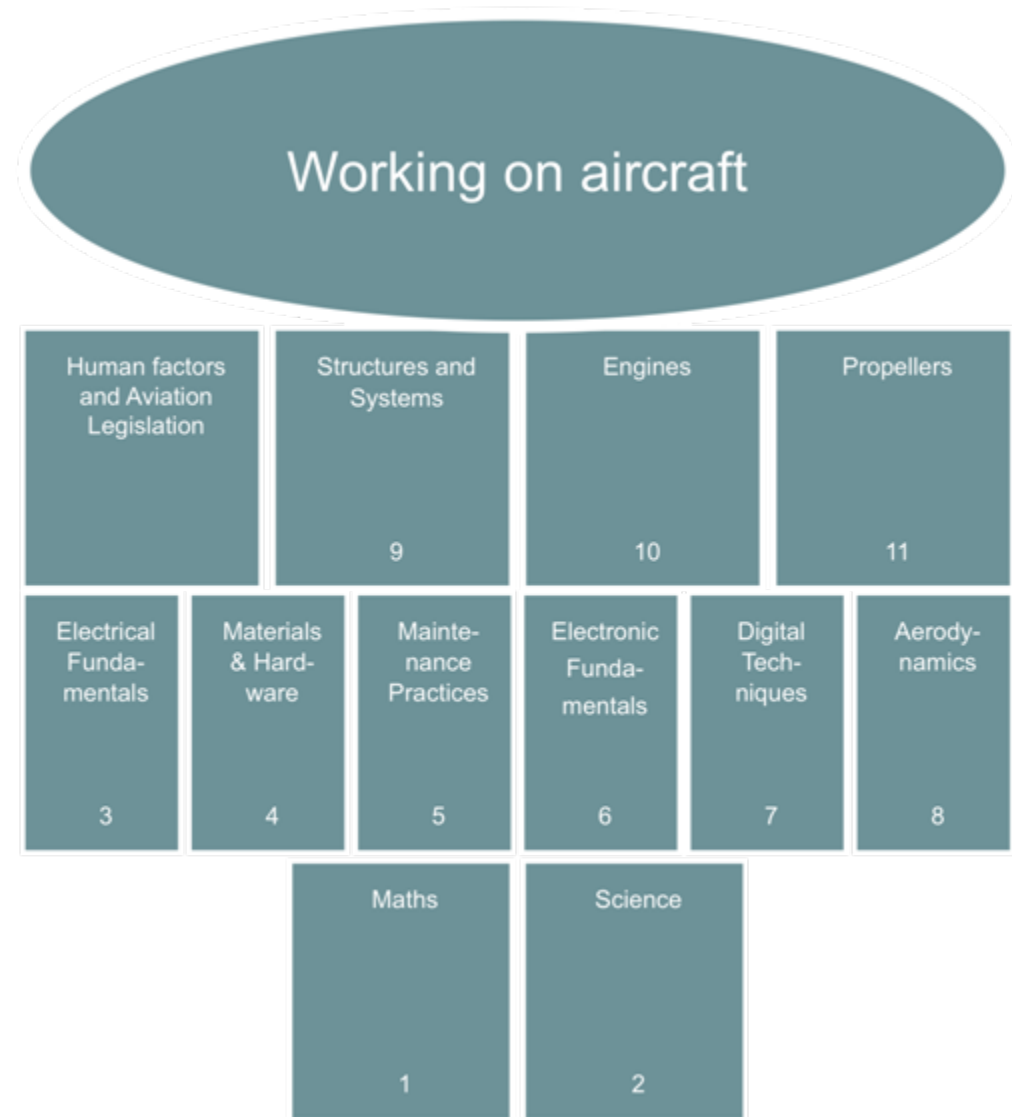 Working on aircraft
Human factors
and Aviation
Legislation
Structures and
Systems
9
Engines
10
Propellers
11
Electrical
Funda-
mentals
3
Materials
& Hard-
ware
4
Mainte-
nance
Practices
5
Electronic
Funda-
mentals
6
Digital
Tech-
niques
7
Aerody-
namics
8
Maths
1
Science
2